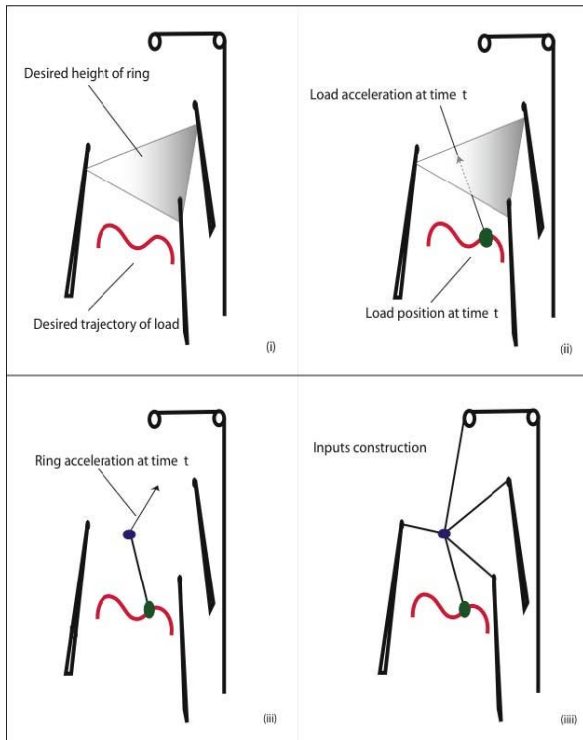 Desired height of ring
Desired trajectory of load
(i)
Load acceleration at time t
Load position at time t
(ii)
Ring acceleration at time t
(iii)
Inputs construction
(iiii)